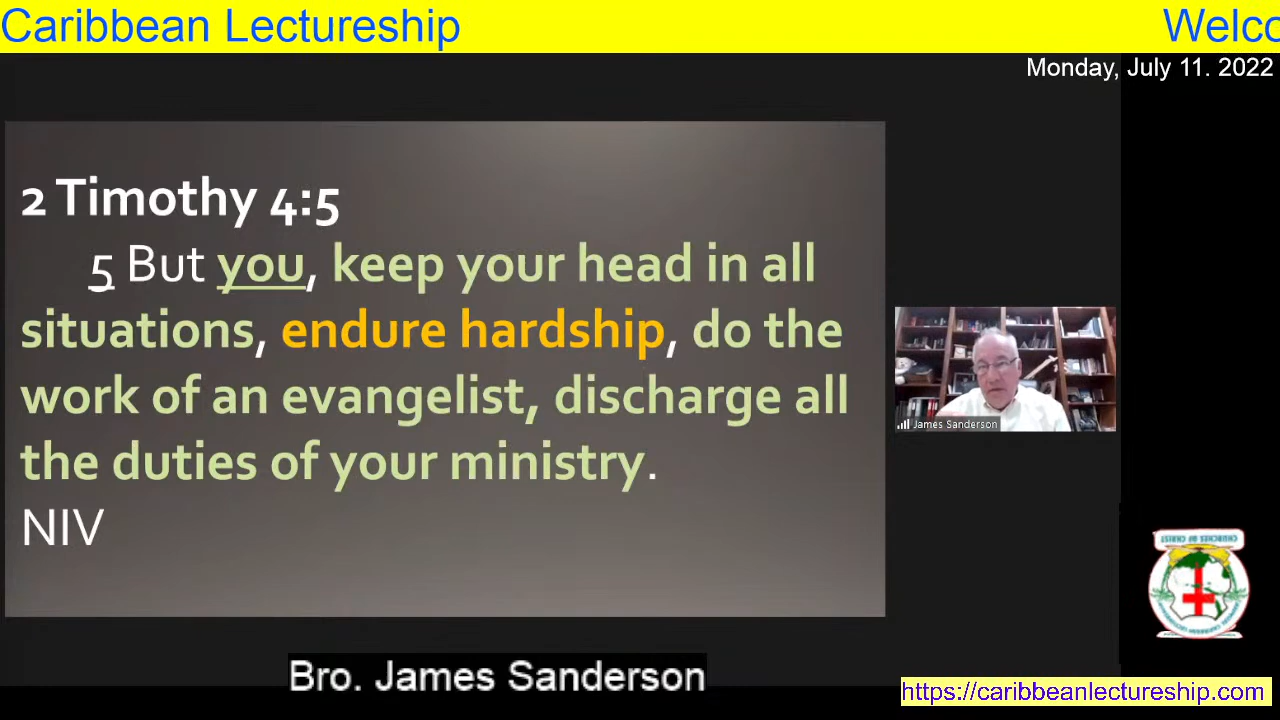 Caribbean Lectureship
Welco
Monday, July 11. 2022
2 Timothy 4:5
5 But you, keep your head in all
situations, endure hardship, do the
work of an evangelist, discharge all
the duties of your ministry.
NIV
James Sanderson
Bro. James Sanderson
https://caribbeanlectureship.com